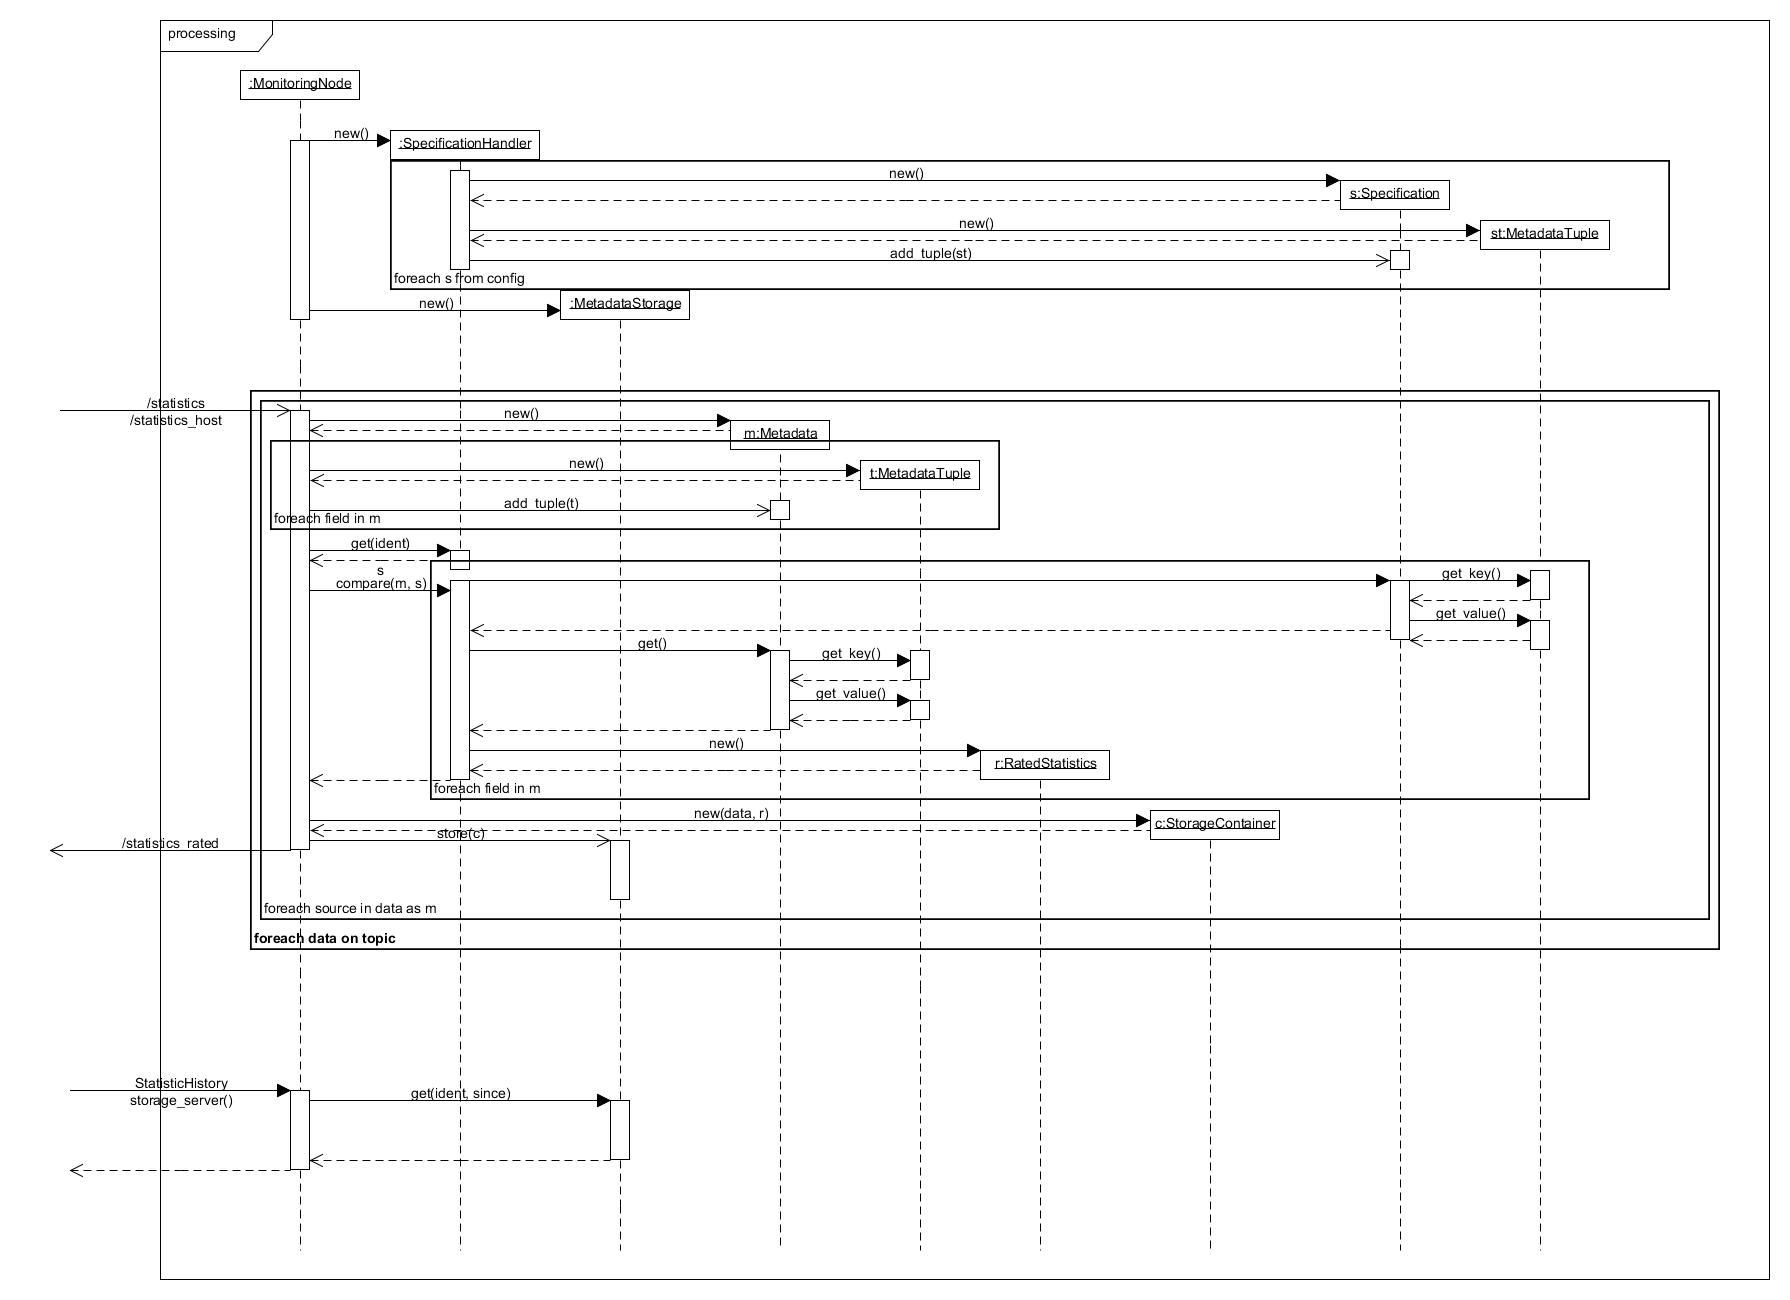 processing
:MonitoringNode
new()
:SpecificationHandler
new()
s:Specification
new()
st:MetadataTuple
add_tuple(st)
foreach s from config
new()
:MetadataStorage
/statistics
/statistics_host
new()
m:Metadata
new()
t:MetadataTuple
add_tuple(t)
foreach field in m
get(ident)
s
compare(m, s)
get_key()
get_value()
get()
get_key()
get_value()
new()
r:RatedStatistics
foreach field in m
new(data, r)
c:StorageContainer
store(c)
/statistics_rated
foreach source in data as m
foreach data on topic
StatisticHistory
storage_server()
get(ident, since)